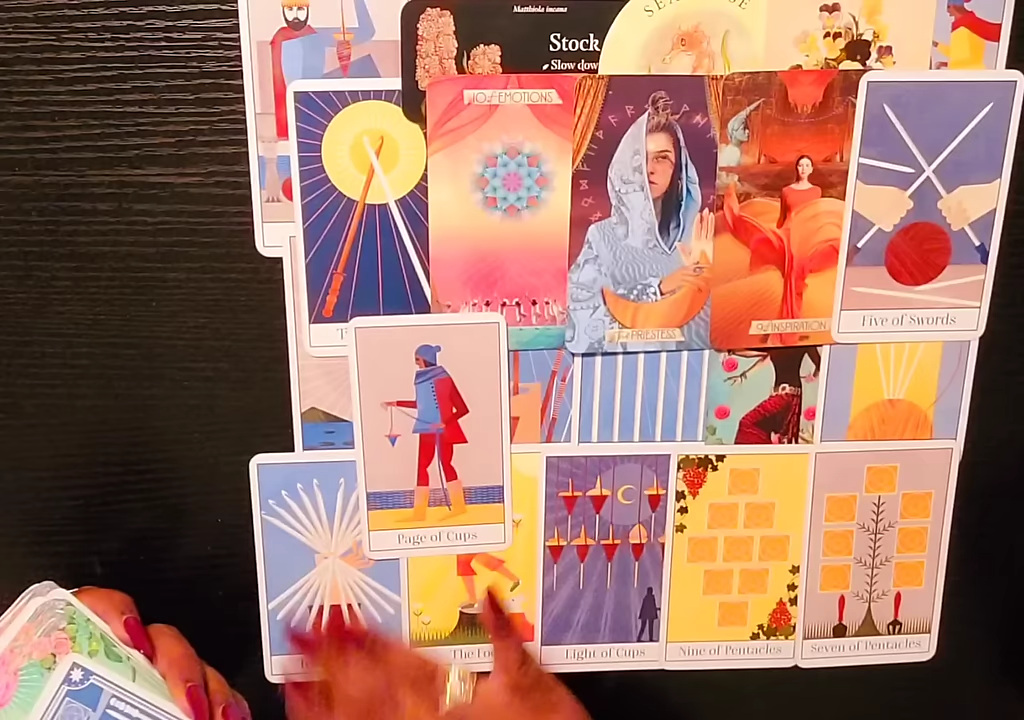 Matthiola incana
Stock
Slow dow
10 of EMOTIONS
PRIESTESS
9 of INSPIRATION
Five of Swords
Page of Cups
The
Eight of Cups
Nine of Pentacles
Seven of Pentacles